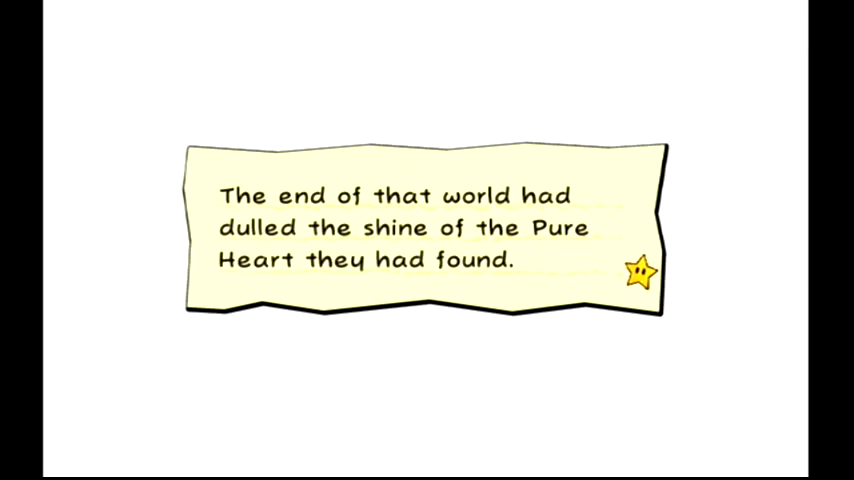 The end of that world had
dulled the shine of the Pure
Heart they had found.